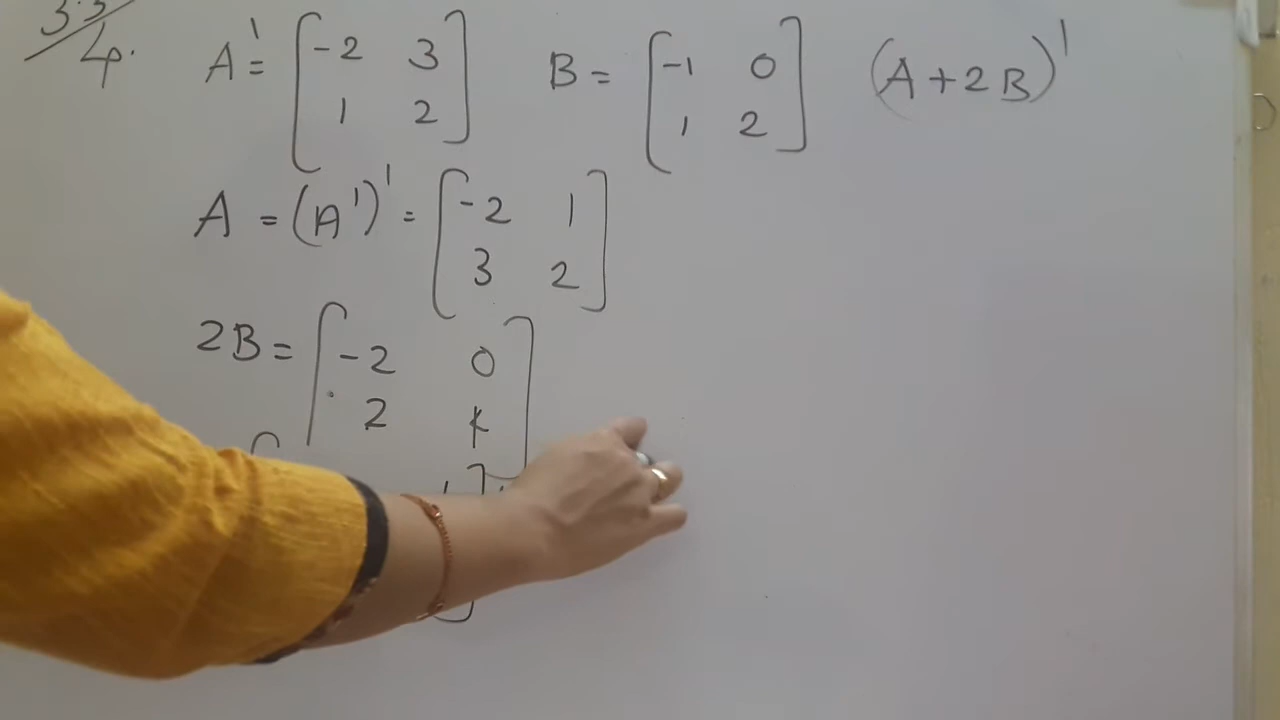 3.3
4. A' = [-2 3 B = [-1 0 (A+2B)'
1 2] 1 2]
A = (A')' = [-2 1
3 2]
2B = [-2 0
2 4]